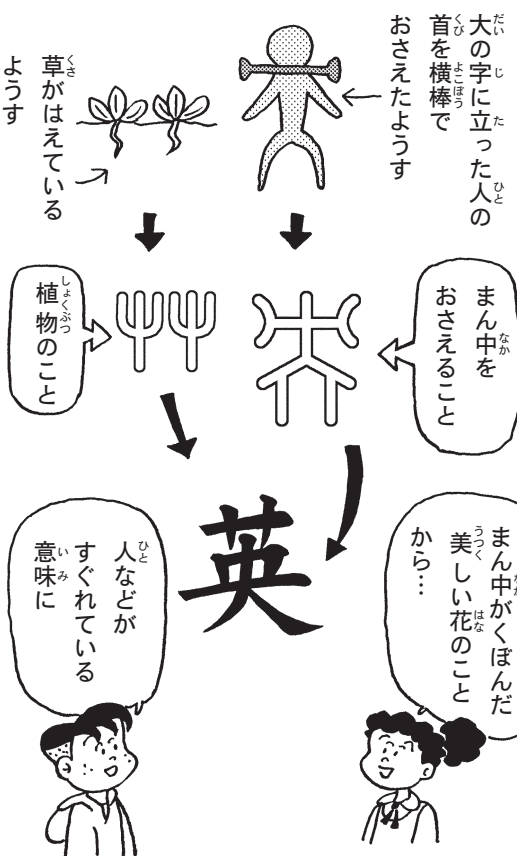 大の字に立った人の
首を横棒で
おさえたようす
草がはえている
ようす
まん中を
おさえること
植物のこと
英
まん中がくぼんだ
美しい花のこと
から…
人などが
すぐれている
意味に